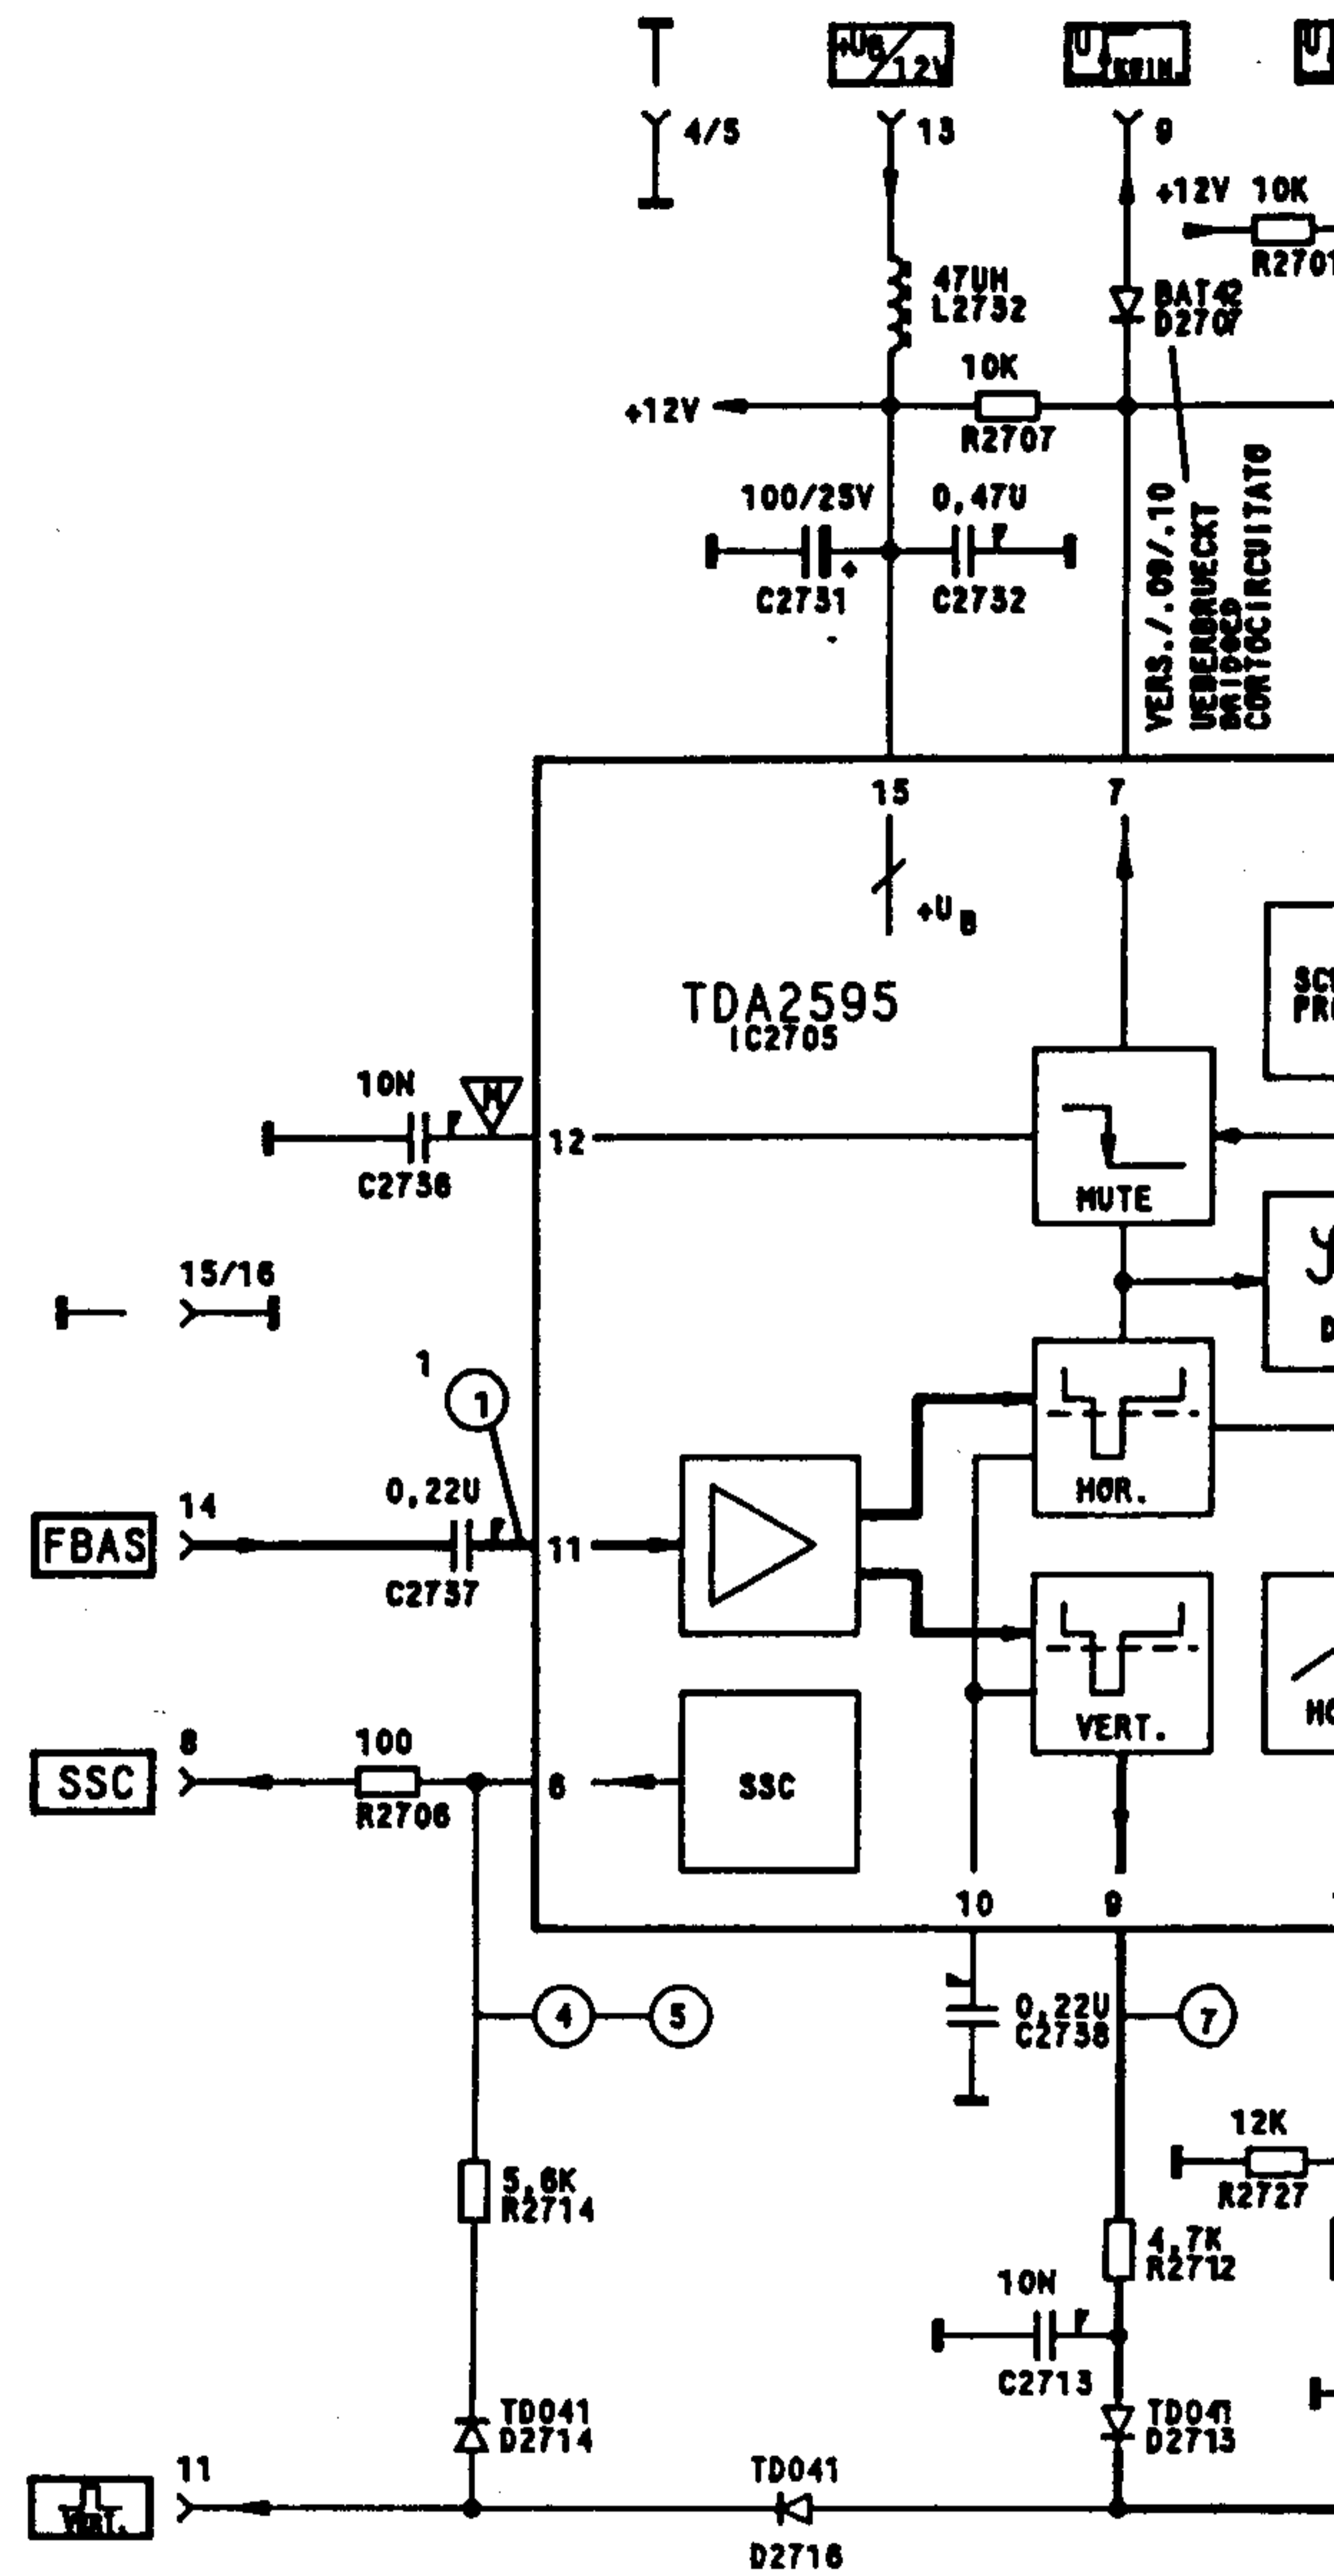 +UB/12V
4/5
13
9
+12V 10K
47UH
L2732
BAT42
D2707
10K
+12V
R2707
100/25V
0,47U
C2731
C2732
VERS./.09/.10
UEBERBRUECKT
BRIDGED
CORTOCIRCUITATO
15
7
+UB
TDA2595
IC2705
10N
M
12
C2736
MUTE
15/16
1
1
0,22U
14
FBAS
11
HOR.
C2737
VERT.
8
100
SSC
6
SSC
R2706
10
9
4
5
0,22U
C2738
7
12K
5,6K
R2714
R2727
4,7K
R2712
10N
C2713
TD041
D2714
TD041
D2713
11
TD041
VERT.
D2716